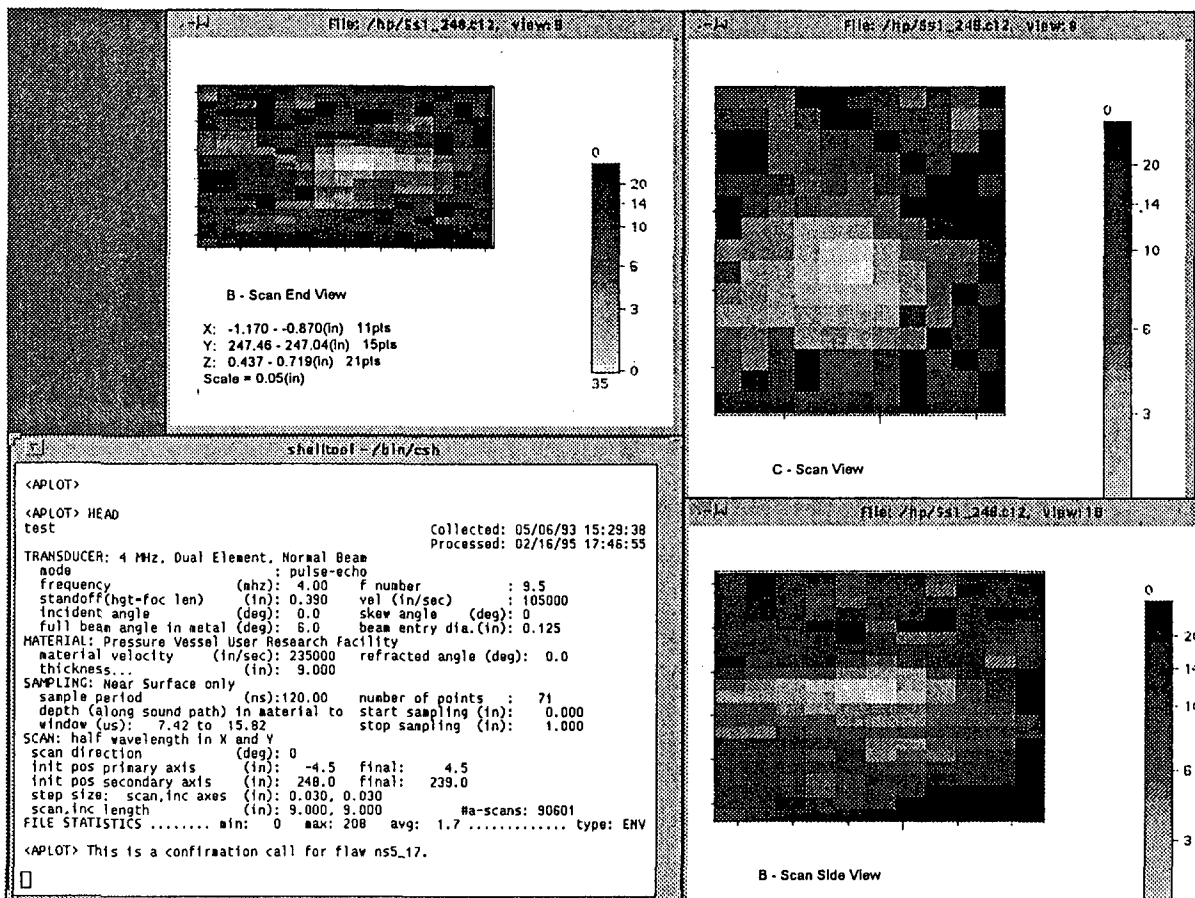 File: /hp/Ss1_248.c12, view: 8
0
20
14
10
6
3
0
35
B - Scan End View
X: -1.170 - -0.870(in) 11pts
Y: 247.46 - 247.04(in) 15pts
Z: 0.437 - 0.719(in) 21pts
Scale = 0.05(in)
File: /hp/Ss1_248.c12, view: 9
0
20
14
10
6
3
C - Scan View
shelltool - /bin/csh
<APLOT>
<APLOT> HEAD
test Collected: 05/06/93 15:29:38
Processed: 02/16/95 17:46:55
TRANSDUCER: 4 MHz, Dual Element, Normal Beam
mode : pulse-echo
frequency (mhz): 4.00 f number : 9.5
standoff(hgt-foc len) (in): 0.390 vel (in/sec) : 105000
incident angle (deg): 0.0 skew angle (deg): 0
full beam angle in metal (deg): 6.0 beam entry dia.(in): 0.125
MATERIAL: Pressure Vessel User Research Facility
material velocity (in/sec): 235000 refracted angle (deg): 0.0
thickness... (in): 9.000
SAMPLING: Near Surface only
sample period (ns):120.00 number of points : 71
depth (along sound path) in material to start sampling (in): 0.000
window (us): 7.42 to 15.82 stop sampling (in): 1.000
SCAN: half wavelength in X and Y
scan direction (deg): 0
init pos primary axis (in): -4.5 final: 4.5
init pos secondary axis (in): 248.0 final: 239.0
step size: scan,inc axes (in): 0.030, 0.030
scan,inc length (in): 9.000, 9.000 #a-scans: 90601
FILE STATISTICS ........ min: 0 max: 208 avg: 1.7 ............. type: ENV
<APLOT> This is a confirmation call for flaw ns5_17.
File: /hp/Ss1_248.c12, view: 10
0
20
14
10
6
3
B - Scan Side View